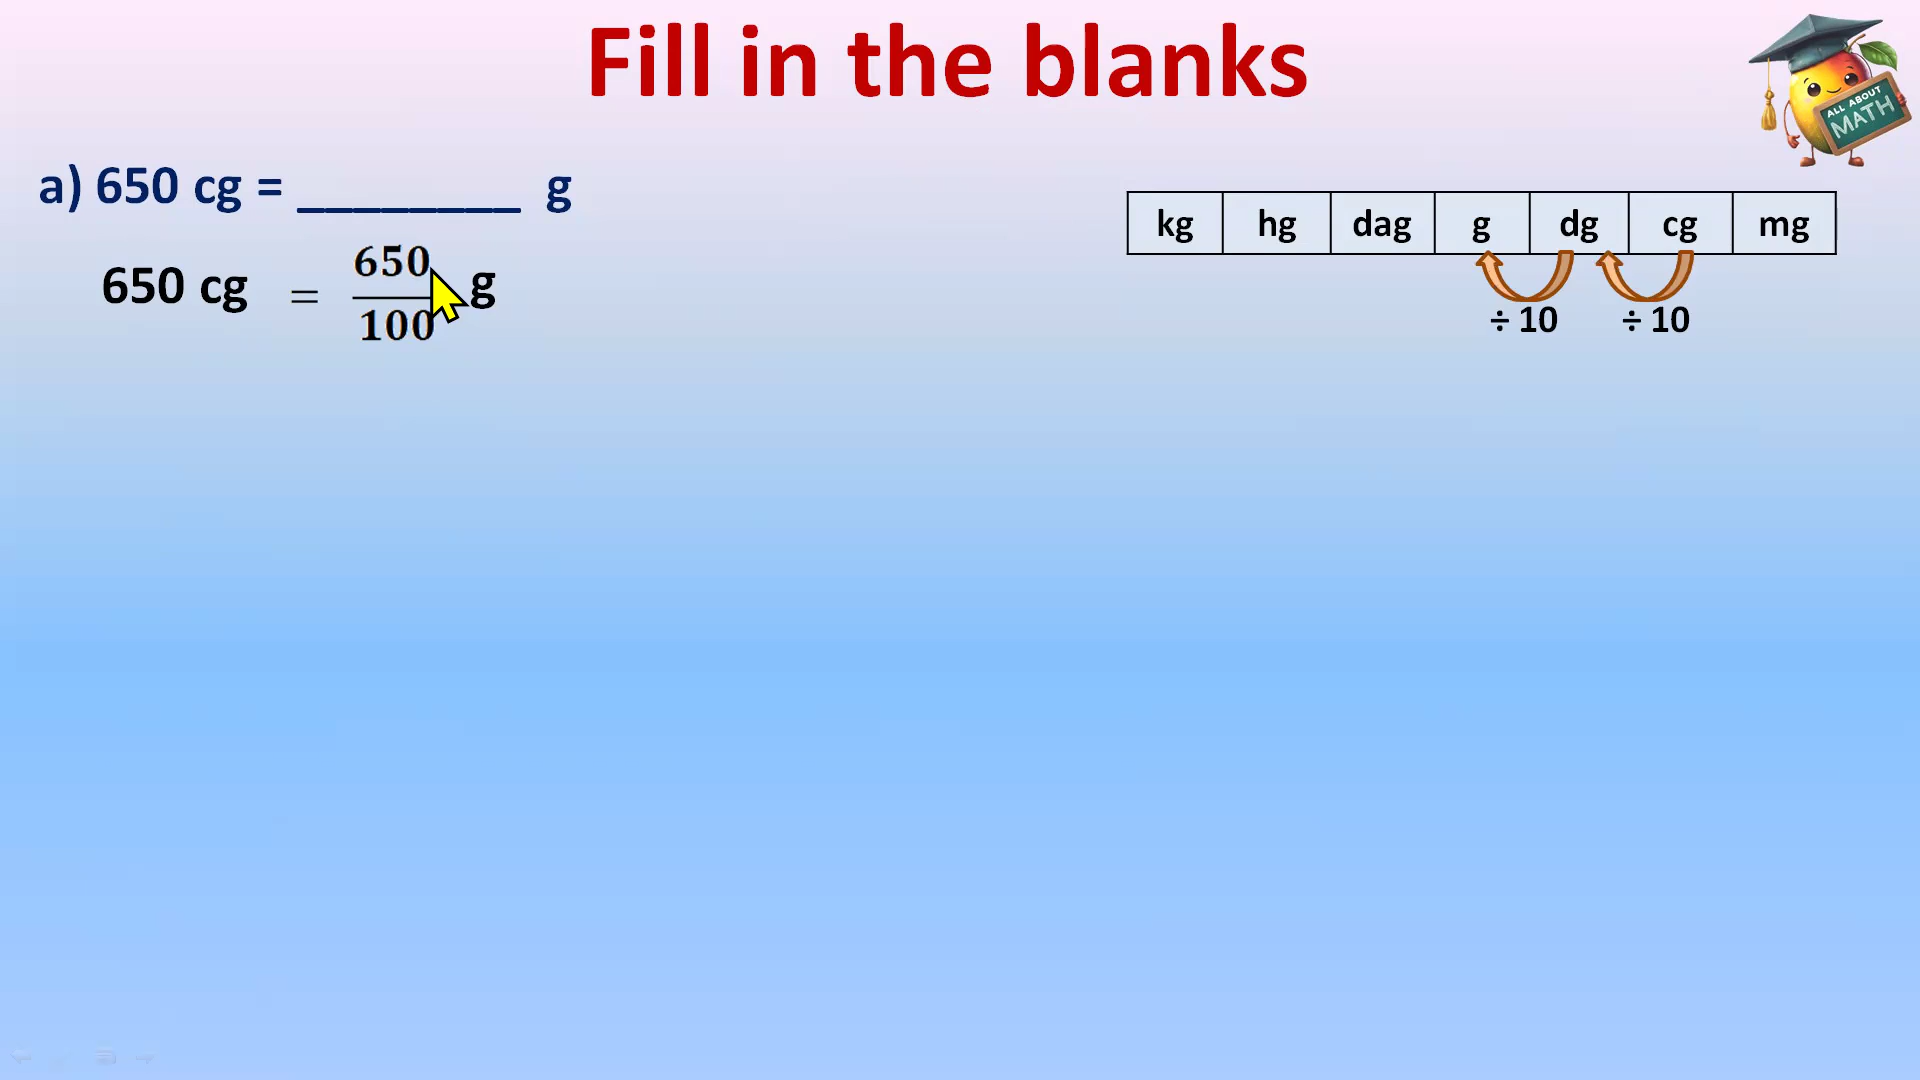 Fill in the blanks
ALL ABOUT
MATH
a) 650 cg = ________ g
kg hg dag g dg cg mg
÷ 10 ÷ 10
650 cg = 650/100 g